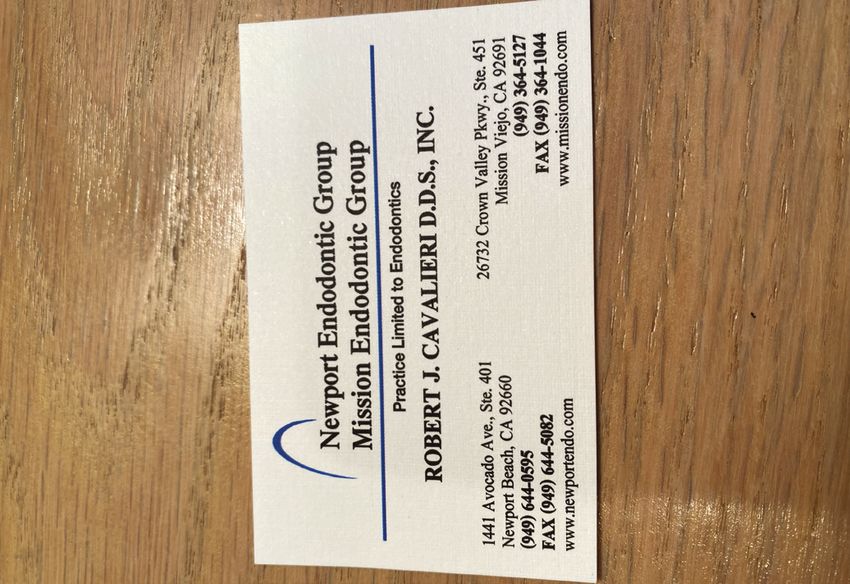 Newport Endodontic Group
Mission Endodontic Group
Practice Limited to Endodontics
ROBERT J. CAVALIERI D.D.S., INC.
1441 Avocado Ave., Ste. 401
Newport Beach, CA 92660
(949) 644-0595
FAX (949) 644-5082
www.newportendo.com
26732 Crown Valley Pkwy., Ste. 451
Mission Viejo, CA 92691
(949) 364-5127
FAX (949) 364-1044
www.missionendo.com